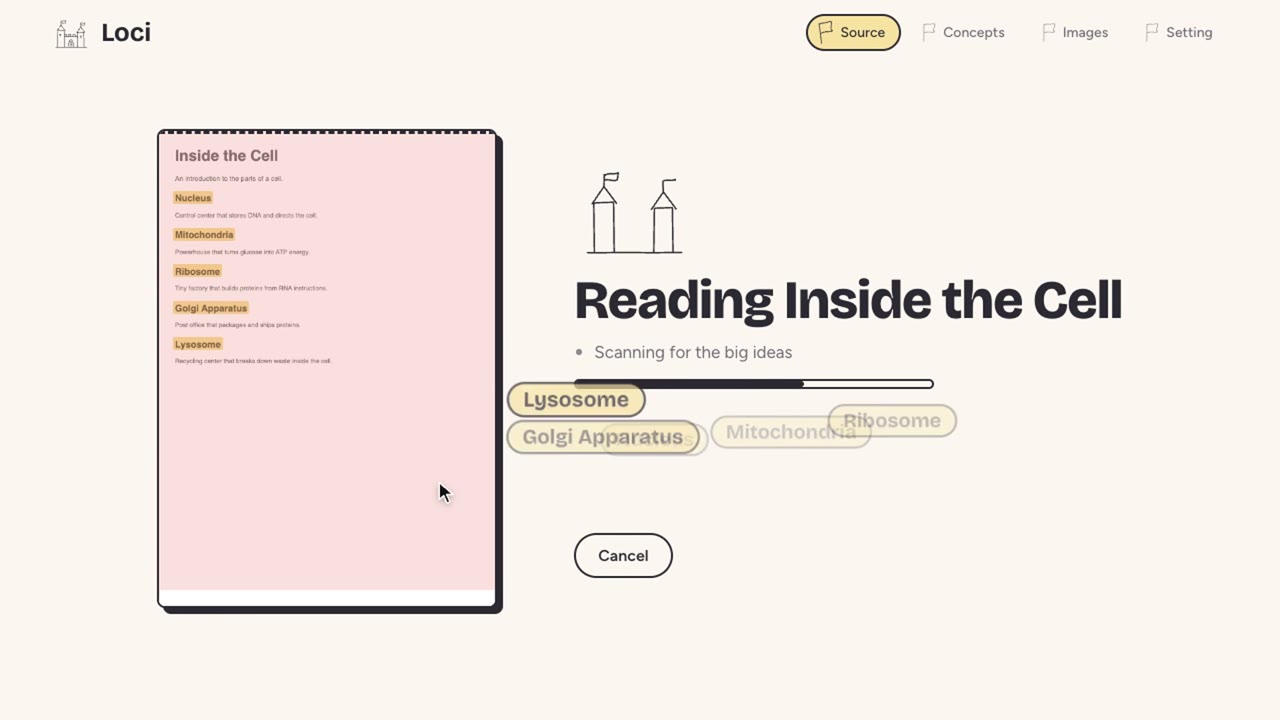 Loci
Source
Concepts
Images
Setting
Inside the Cell
An introduction to the parts of a cell.
Nucleus
Control center that stores DNA and directs the cell.
Mitochondria
Powerhouse that turns glucose into ATP energy.
Ribosome
Tiny factory that builds proteins from RNA instructions.
Golgi Apparatus
Post office that packages and ships proteins.
Lysosome
Recycling center that breaks down waste inside the cell.
Reading Inside the Cell
Scanning for the big ideas
Lysosome
Golgi Apparatus
Mitochondria
Ribosome
Cancel